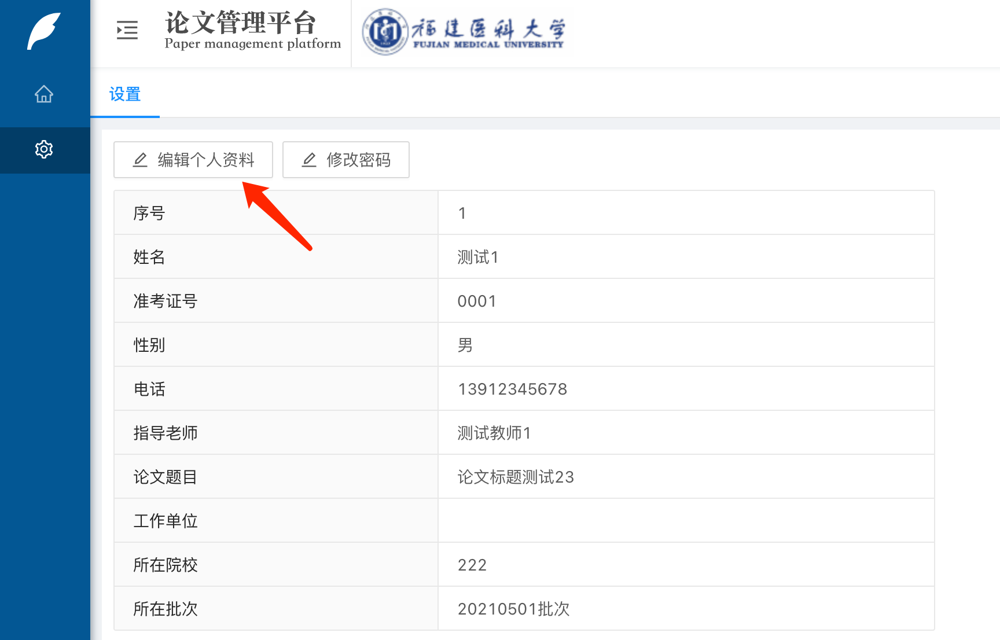 论文管理平台
Paper management platform
福建医科大学
FUJIAN MEDICAL UNIVERSITY
设置
编辑个人资料
修改密码
序号 1
姓名 测试1
准考证号 0001
性别 男
电话 13912345678
指导老师 测试教师1
论文题目 论文标题测试23
工作单位
所在院校 222
所在批次 20210501批次